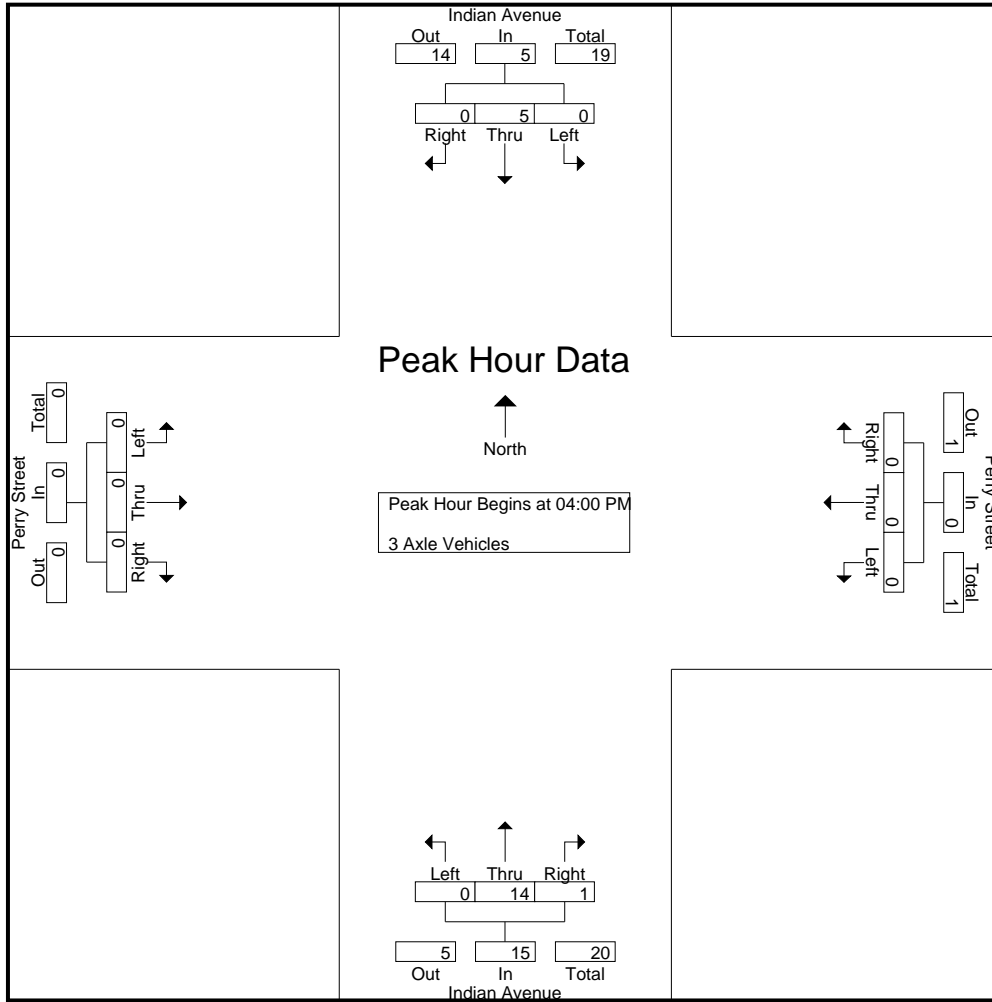 Indian Avenue
Out In Total
14 5 19
0 5 0
Right Thru Left
Peak Hour Data
North
Peak Hour Begins at 04:00 PM
3 Axle Vehicles
Perry Street
Total In Out
0 0 0
0 0 0
Left Thru Right
Right Thru Left
0 0 0
Out In Total
1 0 1
Perry Street
Left Thru Right
0 14 1
5 15 20
Out In Total
Indian Avenue